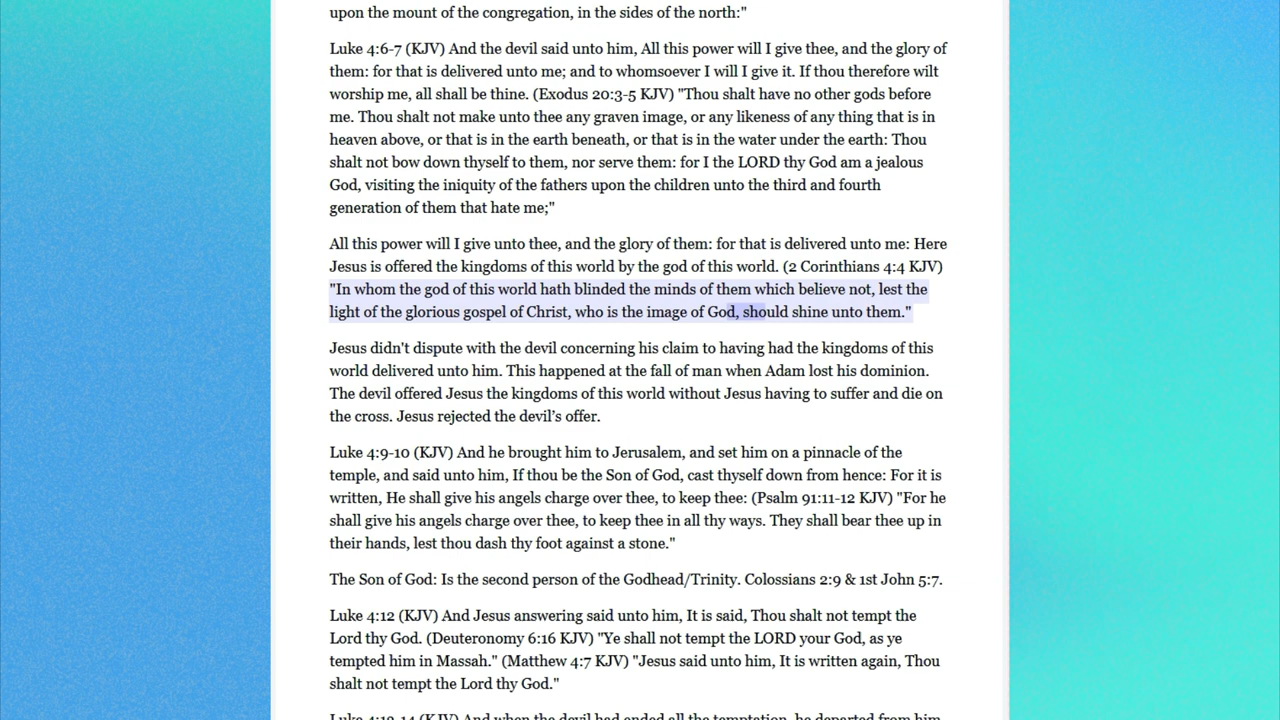 upon the mount of the congregation, in the sides of the north:"
Luke 4:6-7 (KJV) And the devil said unto him, All this power will I give thee, and the glory of
them: for that is delivered unto me; and to whomsoever I will I give it. If thou therefore wilt
worship me, all shall be thine. (Exodus 20:3-5 KJV) "Thou shalt have no other gods before
me. Thou shalt not make unto thee any graven image, or any likeness of any thing that is in
heaven above, or that is in the earth beneath, or that is in the water under the earth: Thou
shalt not bow down thyself to them, nor serve them: for I the LORD thy God am a jealous
God, visiting the iniquity of the fathers upon the children unto the third and fourth
generation of them that hate me;"
All this power will I give unto thee, and the glory of them: for that is delivered unto me: Here
Jesus is offered the kingdoms of this world by the god of this world. (2 Corinthians 4:4 KJV)
"In whom the god of this world hath blinded the minds of them which believe not, lest the
light of the glorious gospel of Christ, who is the image of God, should shine unto them."
Jesus didn't dispute with the devil concerning his claim to having had the kingdoms of this
world delivered unto him. This happened at the fall of man when Adam lost his dominion.
The devil offered Jesus the kingdoms of this world without Jesus having to suffer and die on
the cross. Jesus rejected the devil’s offer.
Luke 4:9-10 (KJV) And he brought him to Jerusalem, and set him on a pinnacle of the
temple, and said unto him, If thou be the Son of God, cast thyself down from hence: For it is
written, He shall give his angels charge over thee, to keep thee: (Psalm 91:11-12 KJV) "For he
shall give his angels charge over thee, to keep thee in all thy ways. They shall bear thee up in
their hands, lest thou dash thy foot against a stone."
The Son of God: Is the second person of the Godhead/Trinity. Colossians 2:9 & 1st John 5:7.
Luke 4:12 (KJV) And Jesus answering said unto him, It is said, Thou shalt not tempt the
Lord thy God. (Deuteronomy 6:16 KJV) "Ye shall not tempt the LORD your God, as ye
tempted him in Massah." (Matthew 4:7 KJV) "Jesus said unto him, It is written again, Thou
shalt not tempt the Lord thy God."
Luke 4:13-14 (KJV) And when the devil had ended all the temptation, he departed from him